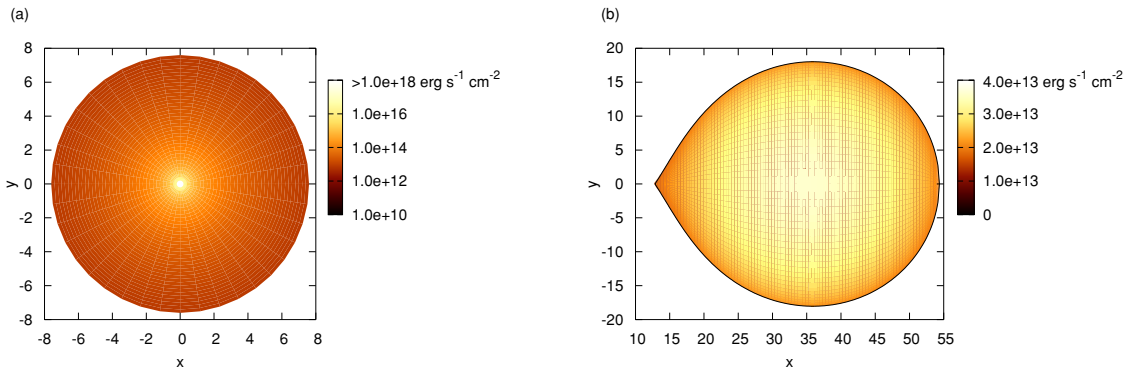 (a)
8
6
4
2
0
-2
-4
-6
-8
y
-8 -6 -4 -2 0 2 4 6 8
x
>1.0e+18 erg s⁻¹ cm⁻²
1.0e+16
1.0e+14
1.0e+12
1.0e+10
(b)
20
15
10
5
0
-5
-10
-15
-20
y
10 15 20 25 30 35 40 45 50 55
x
4.0e+13 erg s⁻¹ cm⁻²
3.0e+13
2.0e+13
1.0e+13
0